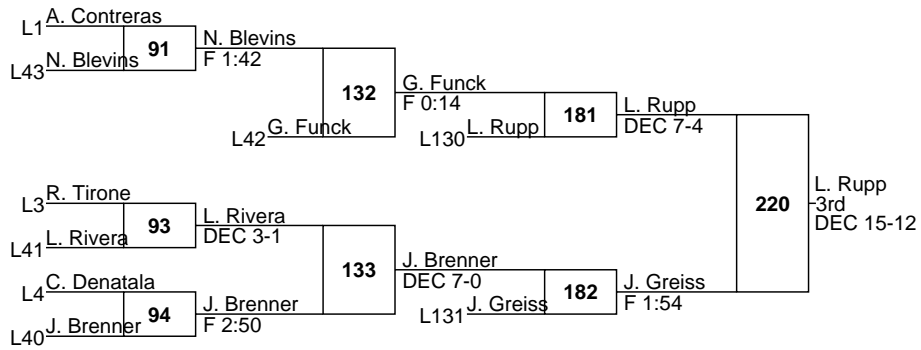 L1 A. Contreras
91
L43 N. Blevins
N. Blevins
F 1:42
132
L42 G. Funck
G. Funck
F 0:14
181
L130 L. Rupp
L. Rupp
DEC 7-4
L3 R. Tirone
93
L41 L. Rivera
L. Rivera
DEC 3-1
133
L4 C. Denatala
94
L40 J. Brenner
J. Brenner
F 2:50
J. Brenner
DEC 7-0
182
L131 J. Greiss
J. Greiss
F 1:54
220
L. Rupp
3rd
DEC 15-12